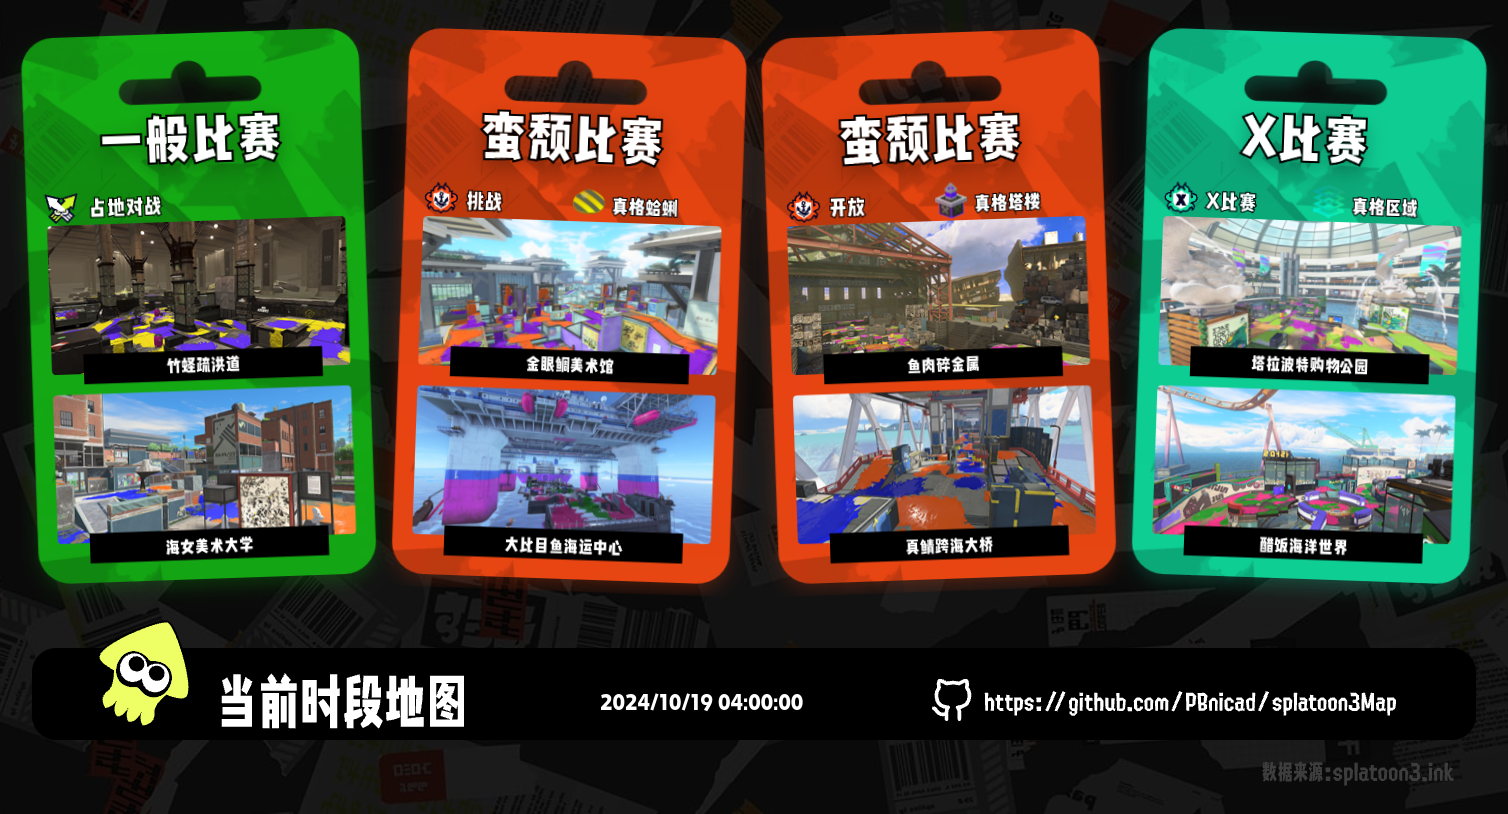 一般比赛
占地对战
竹蛏疏洪道
海女美术大学
蛮颓比赛
挑战
真格蛤蜊
金眼鲷美术馆
大比目鱼海运中心
蛮颓比赛
开放
真格塔楼
鱼肉碎金属
真鲭跨海大桥
X比赛
X比赛
真格区域
塔拉波特购物公园
醋饭海洋世界
当前时段地图
2024/10/19 04:00:00
https://github.com/PBnicad/splatoon3Map
数据来源:splatoon3.ink